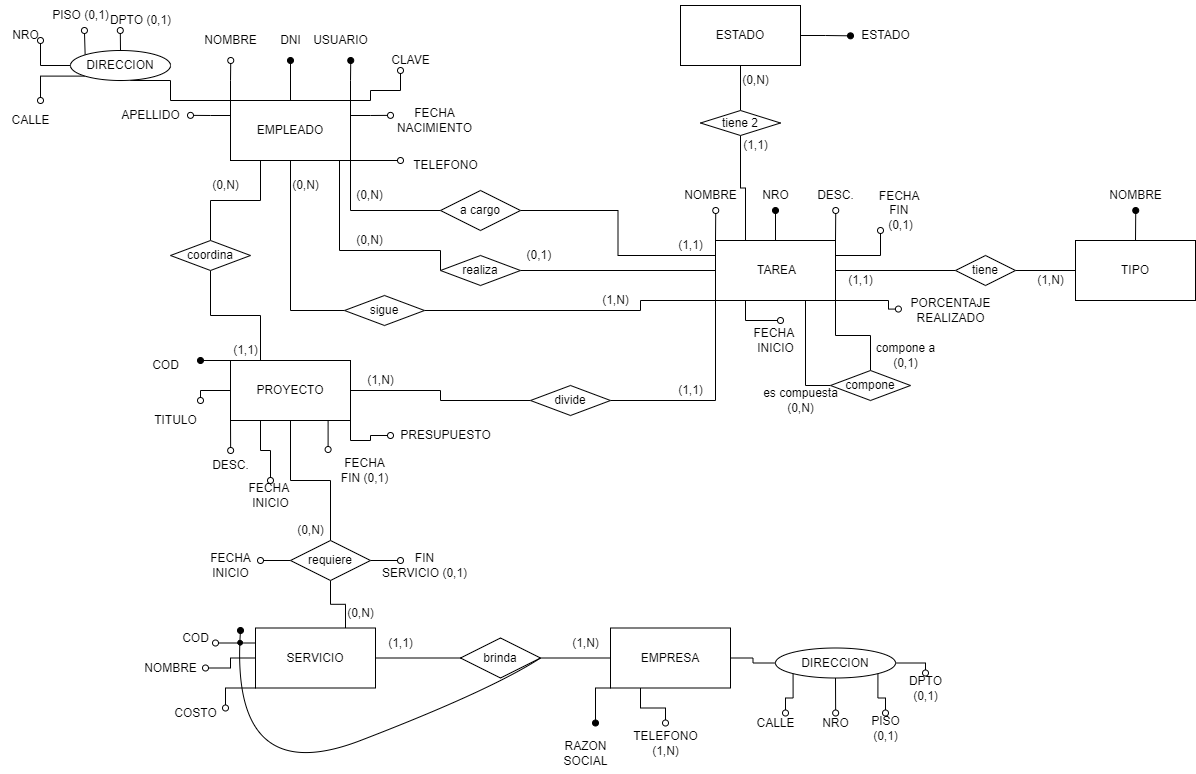 PISO (0,1)
DPTO (0,1)
NRO
DIRECCION
CALLE
NOMBRE
DNI
USUARIO
CLAVE
APELLIDO
EMPLEADO
FECHA
NACIMIENTO
TELEFONO
ESTADO
ESTADO
(0,N)
tiene 2
(1,1)
(0,N)
(0,N)
(0,N)
a cargo
(1,1)
NOMBRE
NRO
DESC.
FECHA
FIN
(0,1)
NOMBRE
coordina
(0,N)
realiza
(0,1)
TAREA
(1,1)
tiene
(1,N)
TIPO
sigue
(1,N)
PORCENTAJE
REALIZADO
FECHA
INICIO
compone a
(0,1)
compone
es compuesta
(0,N)
(1,1)
COD
PROYECTO
(1,N)
divide
(1,1)
TITULO
PRESUPUESTO
DESC.
FECHA
INICIO
FECHA
FIN (0,1)
(0,N)
FECHA
INICIO
requiere
FIN
SERVICIO (0,1)
(0,N)
COD
NOMBRE
COSTO
SERVICIO
(1,1)
brinda
(1,N)
EMPRESA
DIRECCION
DPTO
(0,1)
CALLE
NRO
PISO
(0,1)
RAZON
SOCIAL
TELEFONO
(1,N)